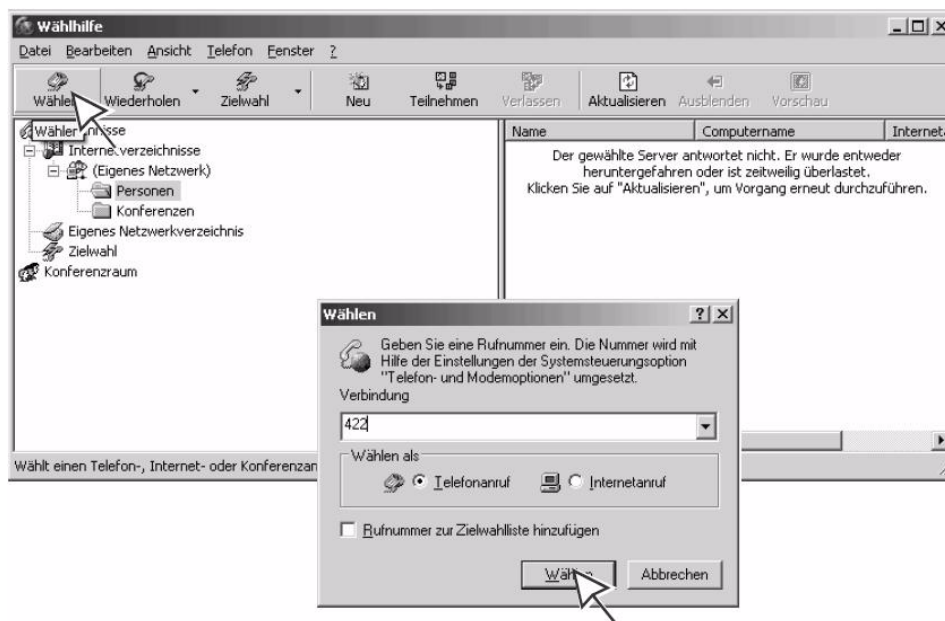 Wählhilfe
Datei Bearbeiten Ansicht Telefon Fenster ?
Wählen Wiederholen Zielwahl Neu Teilnehmen Verlassen Aktualisieren Ausblenden Vorschau
Wählen
Internetverzeichnisse
(Eigenes Netzwerk)
Personen
Konferenzen
Eigenes Netzwerkverzeichnis
Zielwahl
Konferenzraum
Name Computername
Der gewählte Server antwortet nicht. Er wurde entweder
heruntergefahren oder ist zeitweilig überlastet.
Klicken Sie auf "Aktualisieren", um Vorgang erneut durchzuführen.
Wählt einen Telefon-, Internet- oder
Wählen
Geben Sie eine Rufnummer ein. Die Nummer wird mit
Hilfe der Einstellungen der Systemsteuerungsoption
"Telefon- und Modemoptionen" umgesetzt.
Verbindung
422
Wählen als
Telefonanruf Internetanruf
Rufnummer zur Zielwahlliste hinzufügen
Wählen Abbrechen